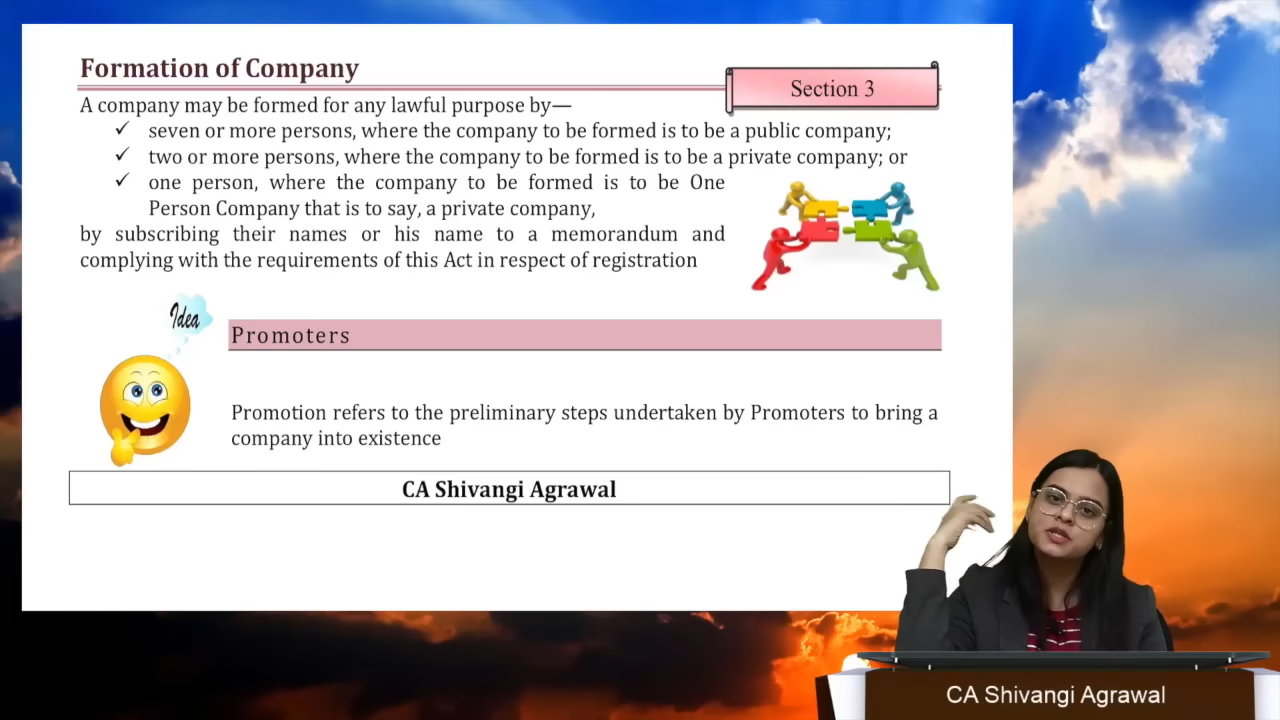 Formation of Company
Section 3
A company may be formed for any lawful purpose by—
✓ seven or more persons, where the company to be formed is to be a public company;
✓ two or more persons, where the company to be formed is to be a private company; or
✓ one person, where the company to be formed is to be One
Person Company that is to say, a private company,
by subscribing their names or his name to a memorandum and
complying with the requirements of this Act in respect of registration
Idea
Promoters
Promotion refers to the preliminary steps undertaken by Promoters to bring a
company into existence
CA Shivangi Agrawal
CA Shivangi Agrawal